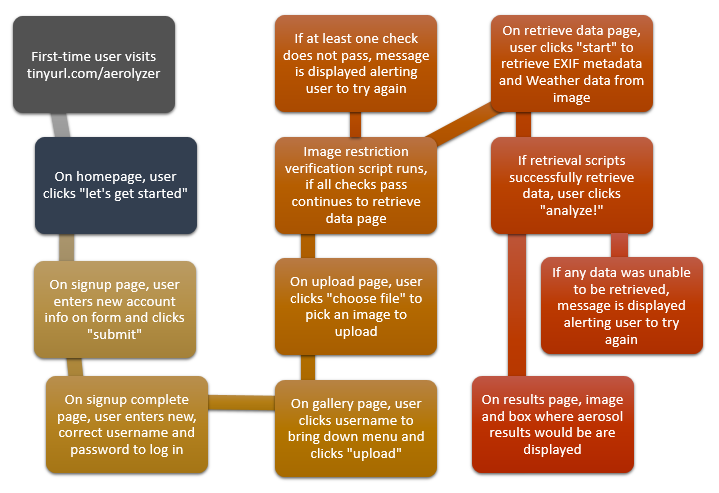 First-time user visits
tinyurl.com/aerolyzer
On homepage, user
clicks "let's get started"
On signup page, user
enters new account
info on form and clicks
"submit"
On signup complete
page, user enters new,
correct username and
password to log in
On gallery page, user
clicks username to
bring down menu and
clicks "upload"
On upload page, user
clicks "choose file" to
pick an image to
upload
Image restriction
verification script runs,
if all checks pass
continues to retrieve
data page
If at least one check
does not pass, message
is displayed alerting
user to try again
On retrieve data page,
user clicks "start" to
retrieve EXIF metadata
and Weather data from
image
If retrieval scripts
successfully retrieve
data, user clicks
"analyze!"
If any data was unable
to be retrieved,
message is displayed
alerting user to try
again
On results page, image
and box where aerosol
results would be are
displayed